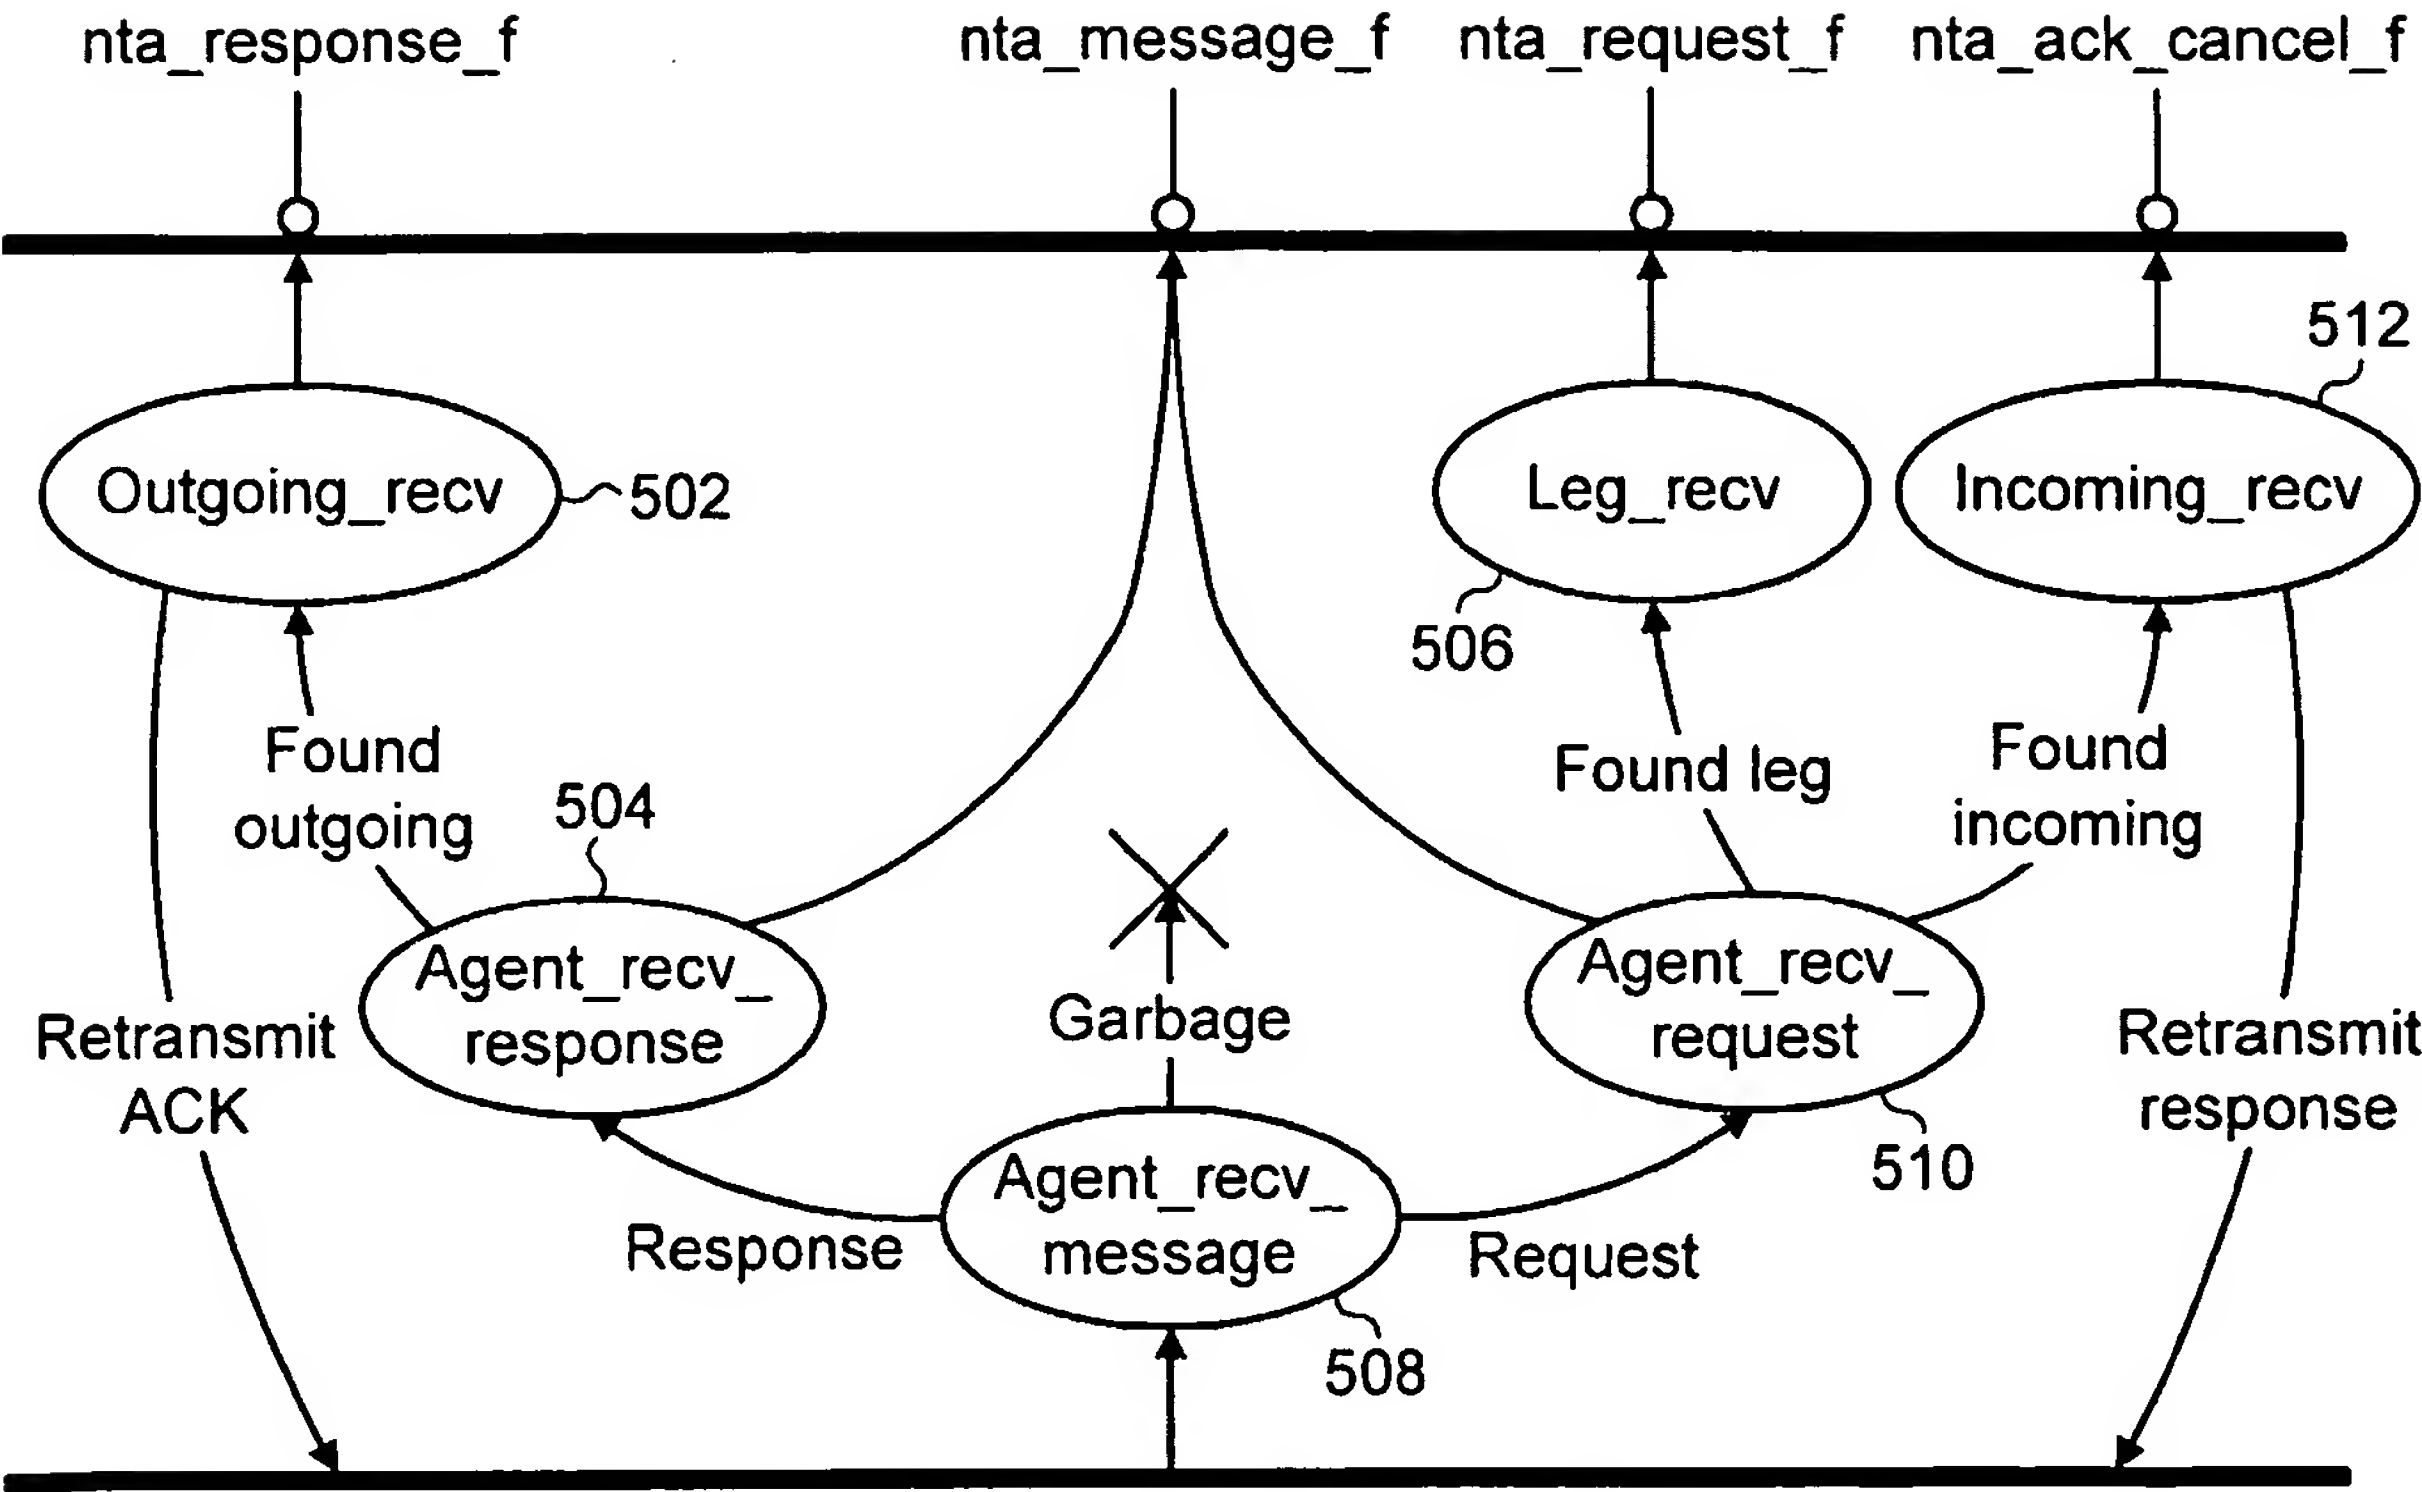 nta_response_f
nta_message_f
nta_request_f
nta_ack_cancel_f
512
Outgoing_recv
502
Leg_recv
Incoming_recv
506
Found
outgoing
504
Found leg
Found
incoming
Agent_recv_
response
Garbage
Agent_recv_
request
Retransmit
ACK
Retransmit
response
510
Agent_recv_
message
Response
Request
508